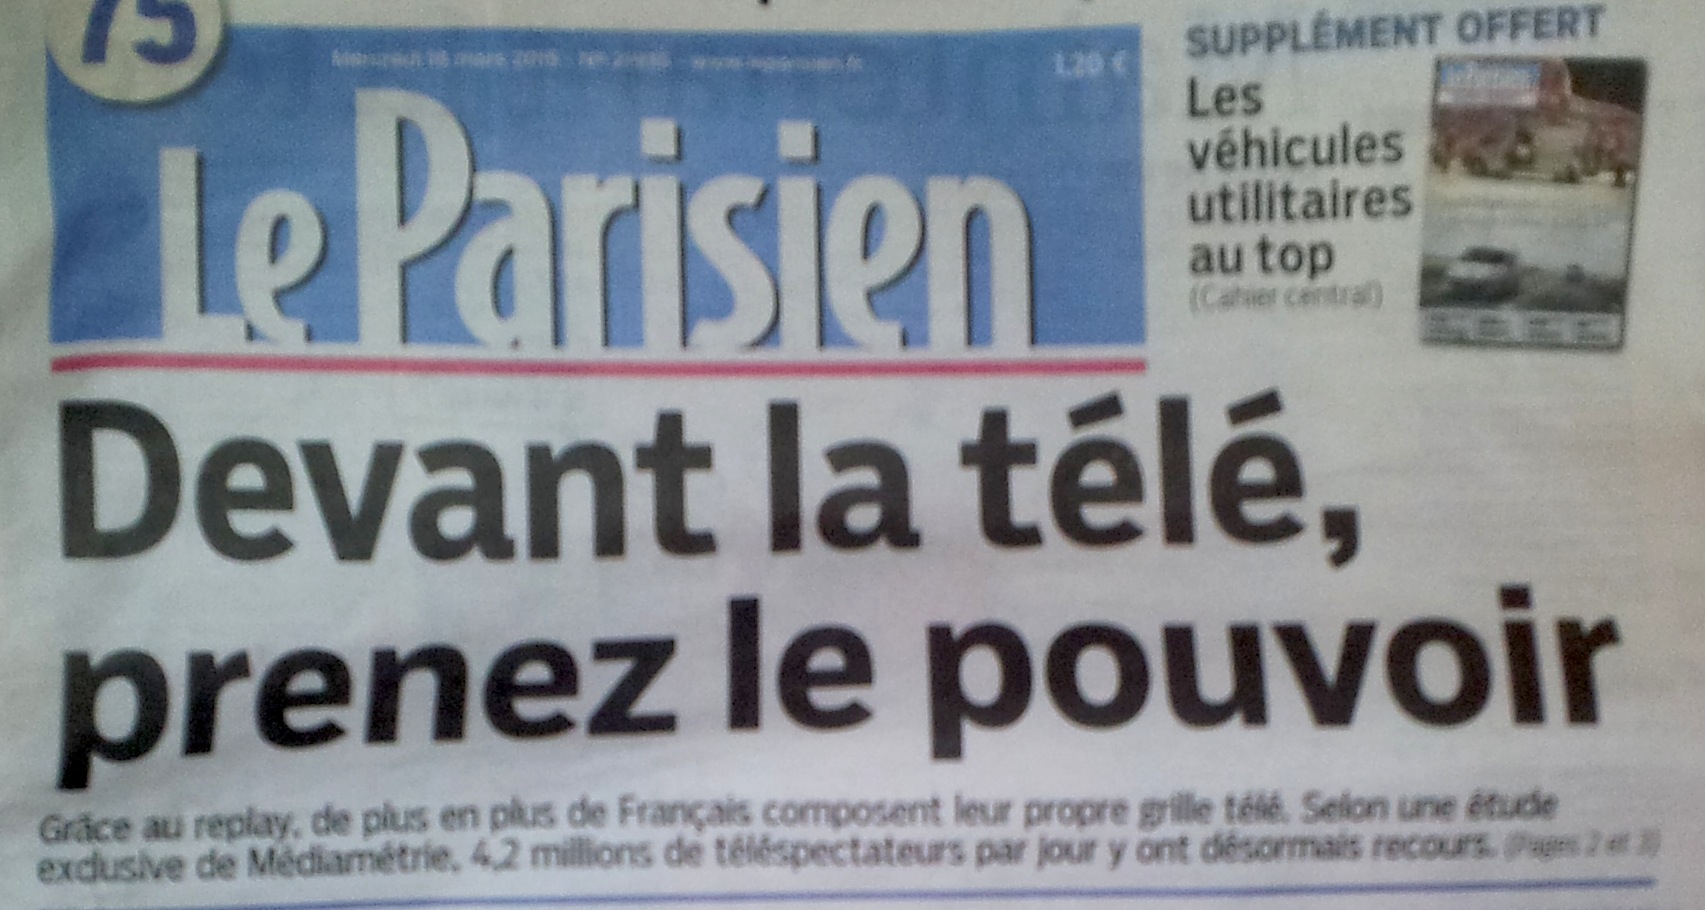 75
Mercredi 18 mars 2015 - www.leparisien.fr
1,20 €
Le Parisien
SUPPLÉMENT OFFERT
Les
véhicules
utilitaires
au top
(Cahier central)
Devant la télé,
prenez le pouvoir
Grâce au replay, de plus en plus de Français composent leur propre grille télé. Selon une étude
exclusive de Médiamétrie, 4,2 millions de téléspectateurs par jour y ont désormais recours. (Pages 2 et 3)